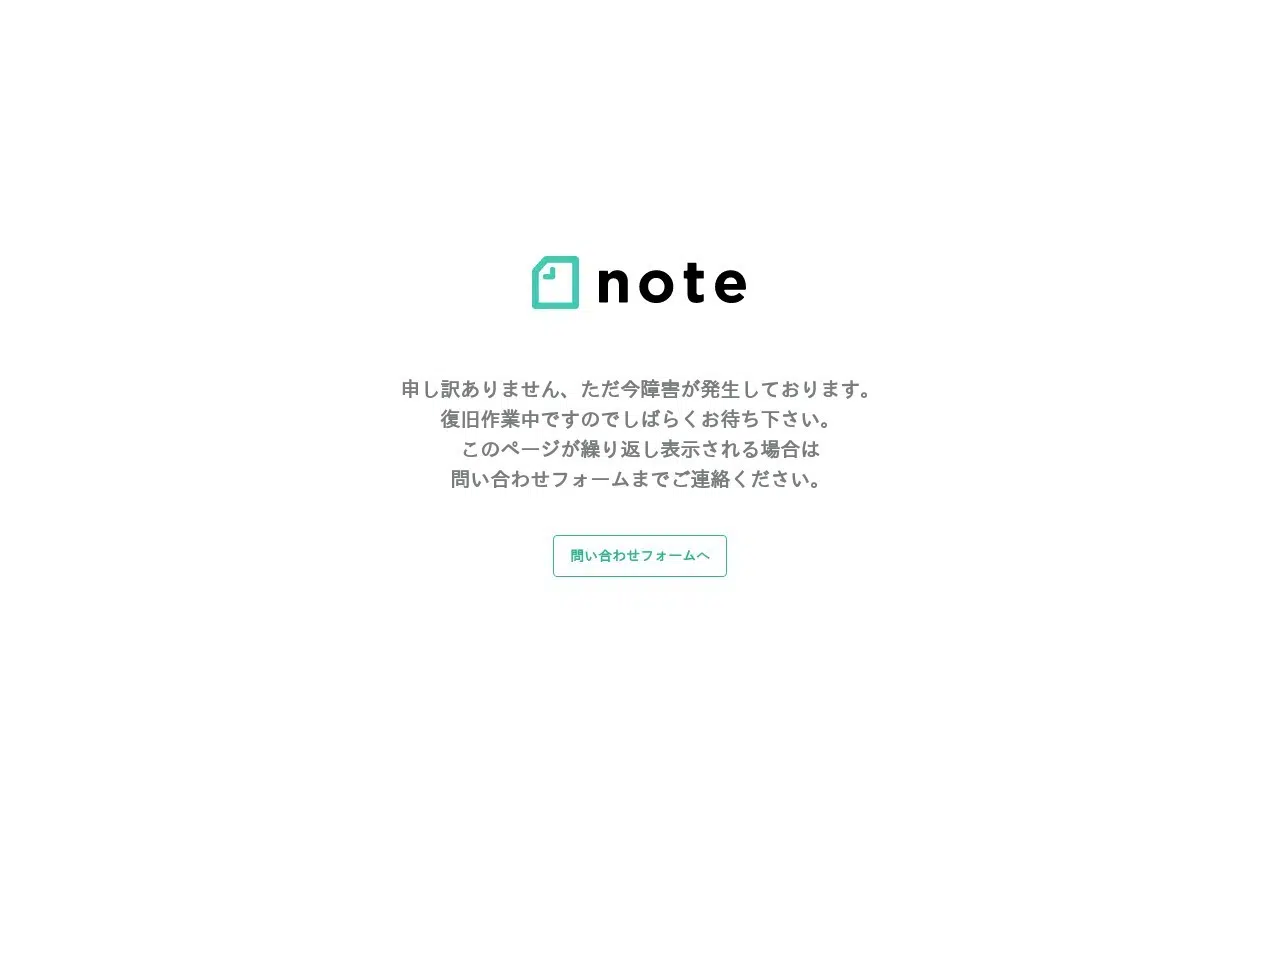 note
申し訳ありません、ただ今障害が発生しております。
復旧作業中ですのでしばらくお待ち下さい。
このページが繰り返し表示される場合は
問い合わせフォームまでご連絡ください。
問い合わせフォームへ